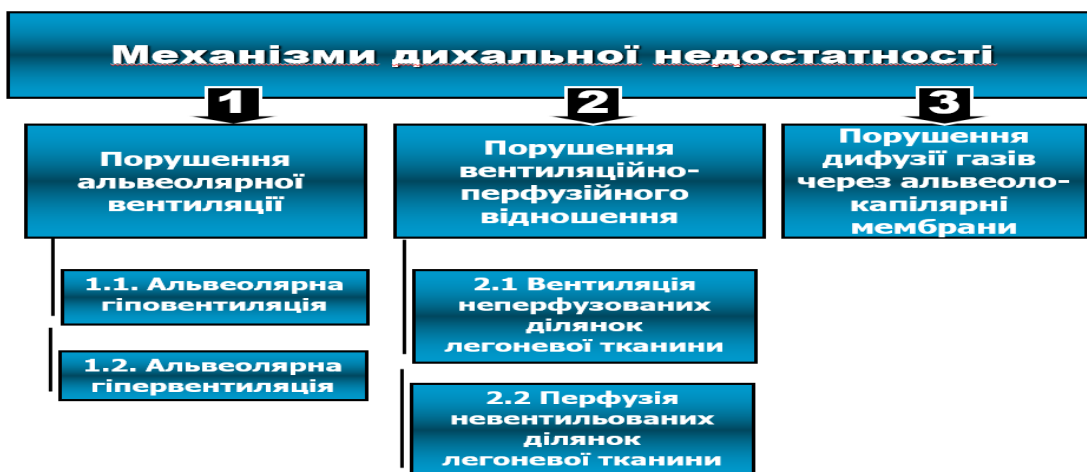 Механізми дихальної недостатності
1
2
3
Порушення
альвеолярної
вентиляції
Порушення
вентиляційно-
перфузійного
відношення
Порушення
дифузії газів
через альвеоло-
капілярні
мембрани
1.1. Альвеолярна
гіповентиляція
1.2. Альвеолярна
гіпервентиляція
2.1 Вентиляція
неперфузованих
ділянок
легоневої тканини
2.2 Перфузія
невентильованих
ділянок
легоневої тканини